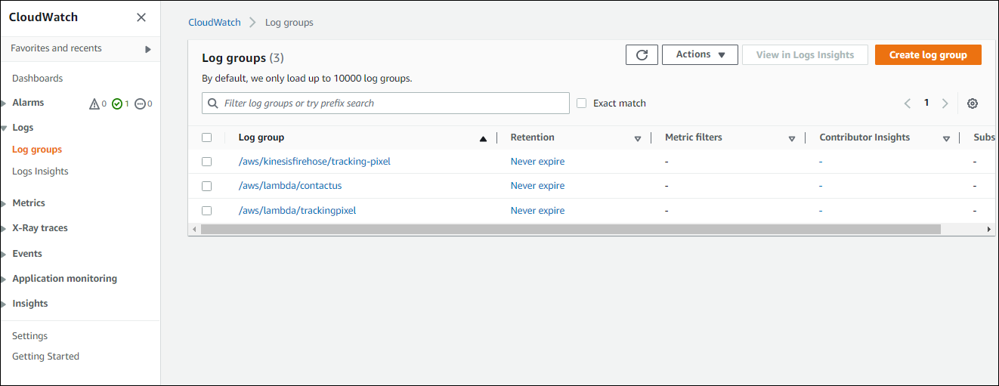 CloudWatch
Favorites and recents
Dashboards
Alarms 0 1 0
Logs
Log groups
Logs Insights
Metrics
X-Ray traces
Events
Application monitoring
Insights
Settings
Getting Started
CloudWatch Log groups
Log groups (3) Actions View in Logs Insights Create log group
By default, we only load up to 10000 log groups.
Filter log groups or try prefix search Exact match 1
Log group Retention Metric filters Contributor Insights Subs
/aws/kinesisfirehose/tracking-pixel Never expire - - -
/aws/lambda/contactus Never expire - - -
/aws/lambda/trackingpixel Never expire - - -